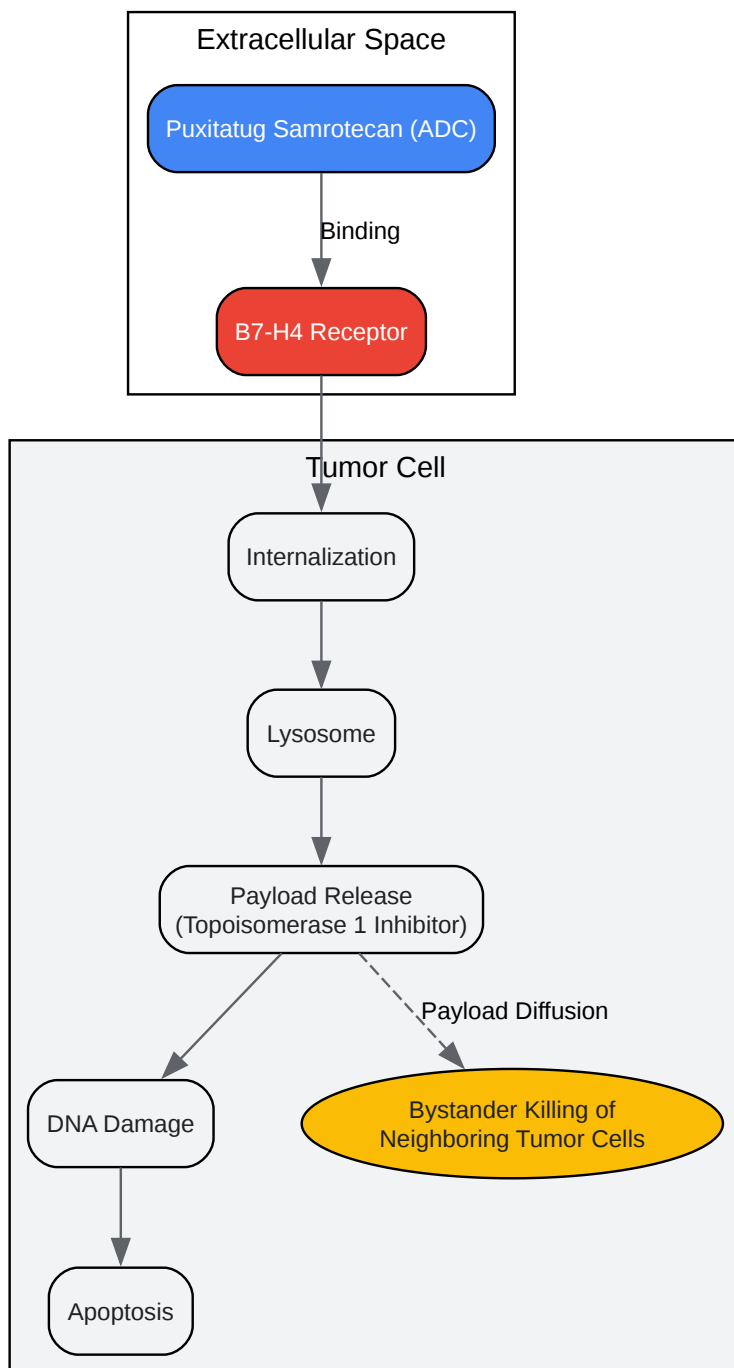 Extracellular Space
Puxitatug Samrotecan (ADC)
Binding
B7-H4 Receptor
Tumor Cell
Internalization
Lysosome
Payload Release
(Topoisomerase 1 Inhibitor)
Payload Diffusion
DNA Damage
Bystander Killing of
Neighboring Tumor Cells
Apoptosis